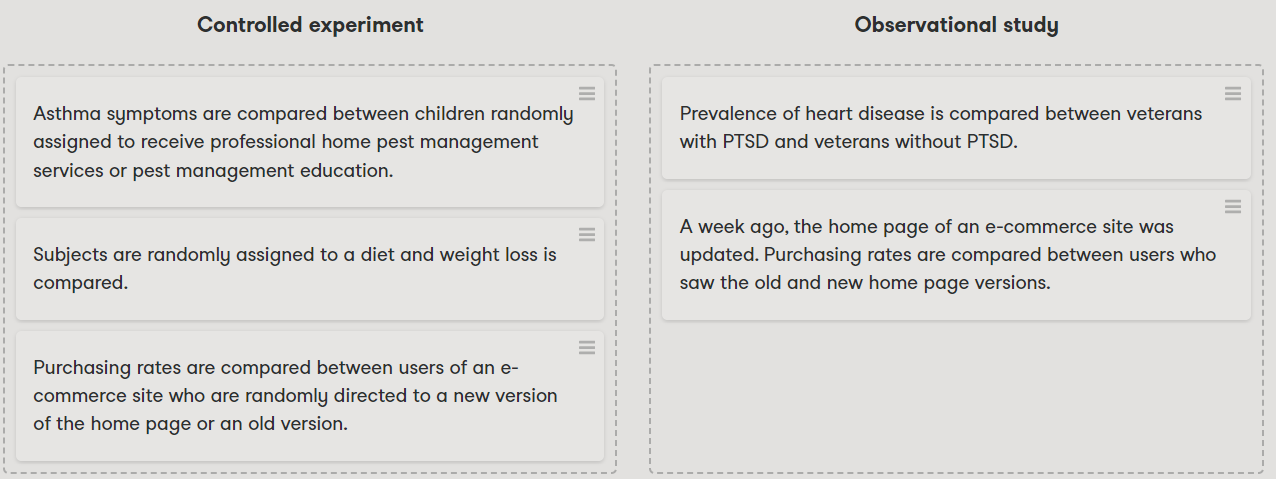 Controlled experiment
Asthma symptoms are compared between children randomly
assigned to receive professional home pest management
services or pest management education.
Subjects are randomly assigned to a diet and weight loss is
compared.
Purchasing rates are compared between users of an e-
commerce site who are randomly directed to a new version
of the home page or an old version.
Observational study
Prevalence of heart disease is compared between veterans
with PTSD and veterans without PTSD.
A week ago, the home page of an e-commerce site was
updated. Purchasing rates are compared between users who
saw the old and new home page versions.